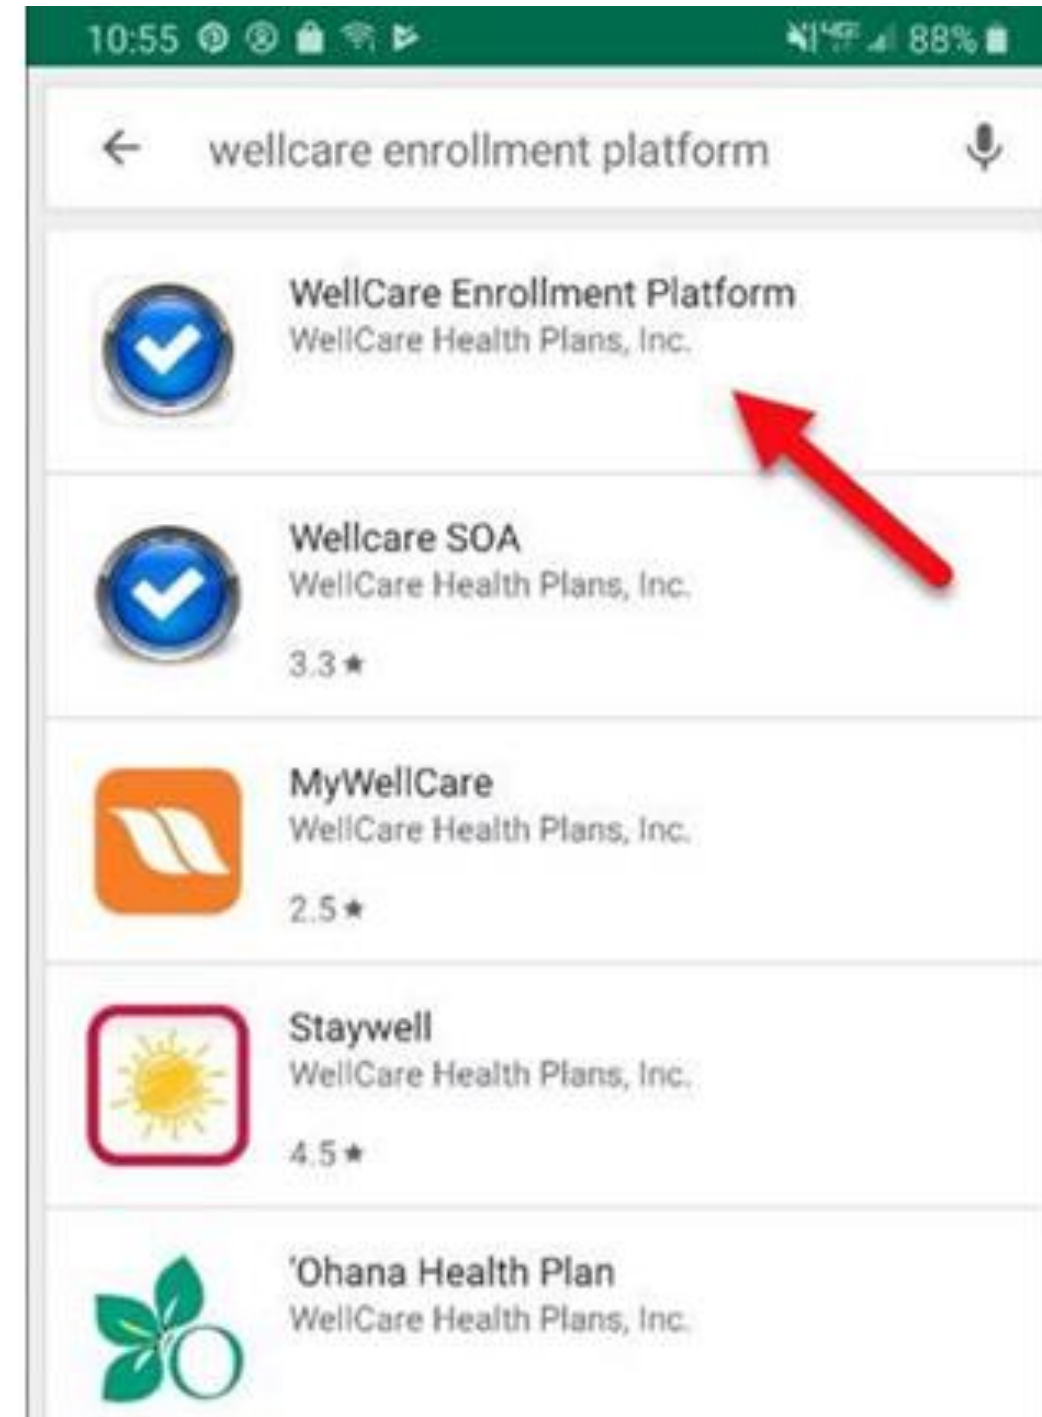 10:55
88%
wellcare enrollment platform
WellCare Enrollment Platform
WellCare Health Plans, Inc.
Wellcare SOA
WellCare Health Plans, Inc.
3.3★
MyWellCare
WellCare Health Plans, Inc.
2.5★
Staywell
WellCare Health Plans, Inc.
4.5★
'Ohana Health Plan
WellCare Health Plans, Inc.